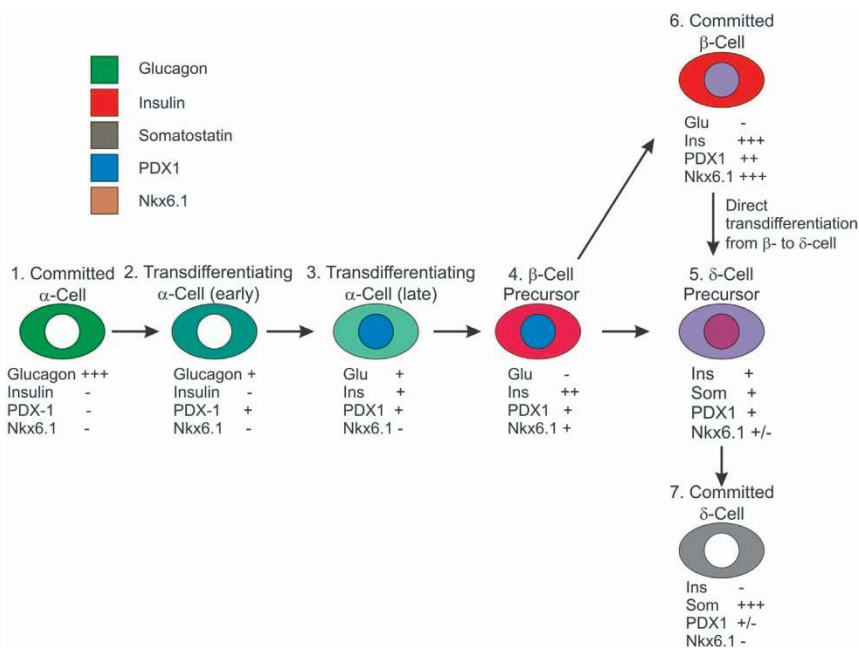 Glucagon
Insulin
Somatostatin
PDX1
Nkx6.1
1. Committed
α-Cell
Glucagon +++
Insulin -
PDX-1 -
Nkx6.1 -
2. Transdifferentiating
α-Cell (early)
Glucagon +
Insulin -
PDX-1 +
Nkx6.1 -
3. Transdifferentiating
α-Cell (late)
Glu +
Ins +
PDX1 +
Nkx6.1 -
4. β-Cell
Precursor
Glu -
Ins ++
PDX1 +
Nkx6.1 +
6. Committed
β-Cell
Glu -
Ins +++
PDX1 ++
Nkx6.1 +++
Direct
transdifferentiation
from β- to δ-cell
5. δ-Cell
Precursor
Ins +
Som +
PDX1 +
Nkx6.1 +/-
7. Committed
δ-Cell
Ins -
Som +++
PDX1 +/-
Nkx6.1 -